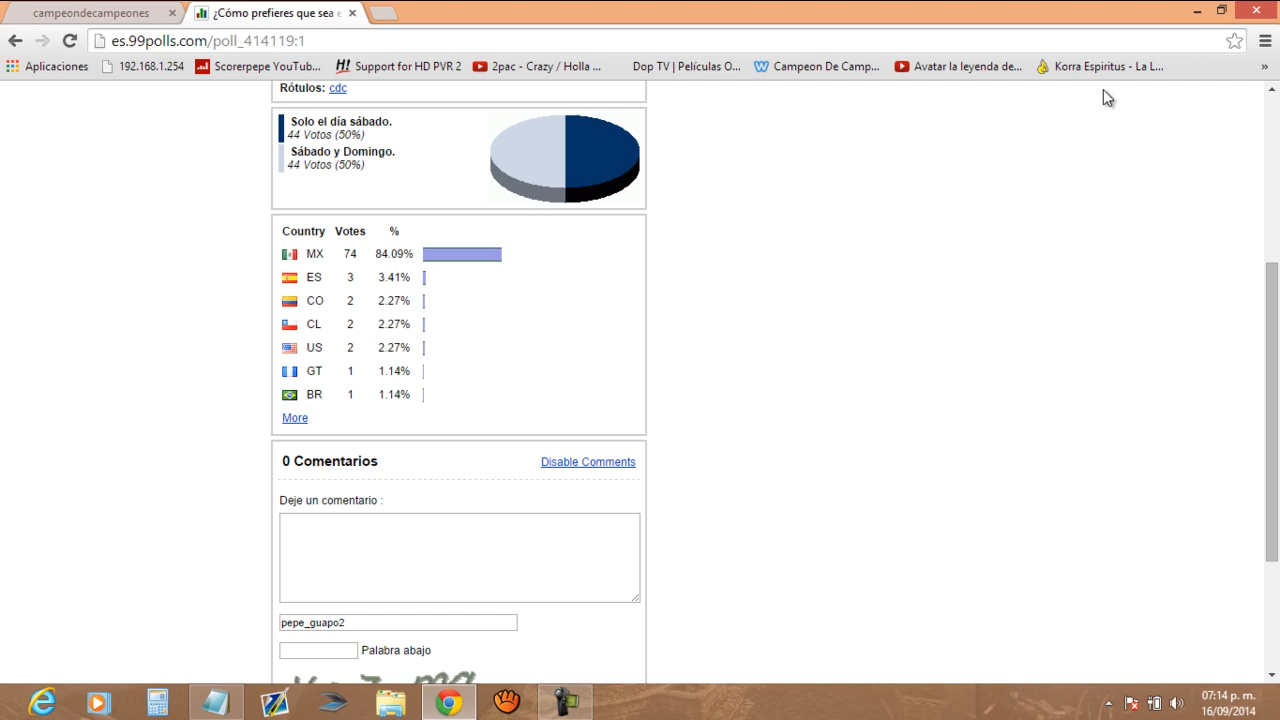 campeondecampeones
¿Cómo prefieres que sea e
es.99polls.com/poll_414119:1
Aplicaciones
192.168.1.254
Scorerpepe YouTub...
Support for HD PVR 2
2pac - Crazy / Holla ...
Dop TV | Películas O...
Campeon De Camp...
Avatar la leyenda de...
Korra Espiritus - La L...
»
Rótulos: cdc
Solo el día sábado.
44 Votos (50%)
Sábado y Domingo.
44 Votos (50%)
Country Votes %
MX 74 84.09%
ES 3 3.41%
CO 2 2.27%
CL 2 2.27%
US 2 2.27%
GT 1 1.14%
BR 1 1.14%
More
0 Comentarios Disable Comments
Deje un comentario :
pepe_guapo2
Palabra abajo
07:14 p. m.
16/09/2014